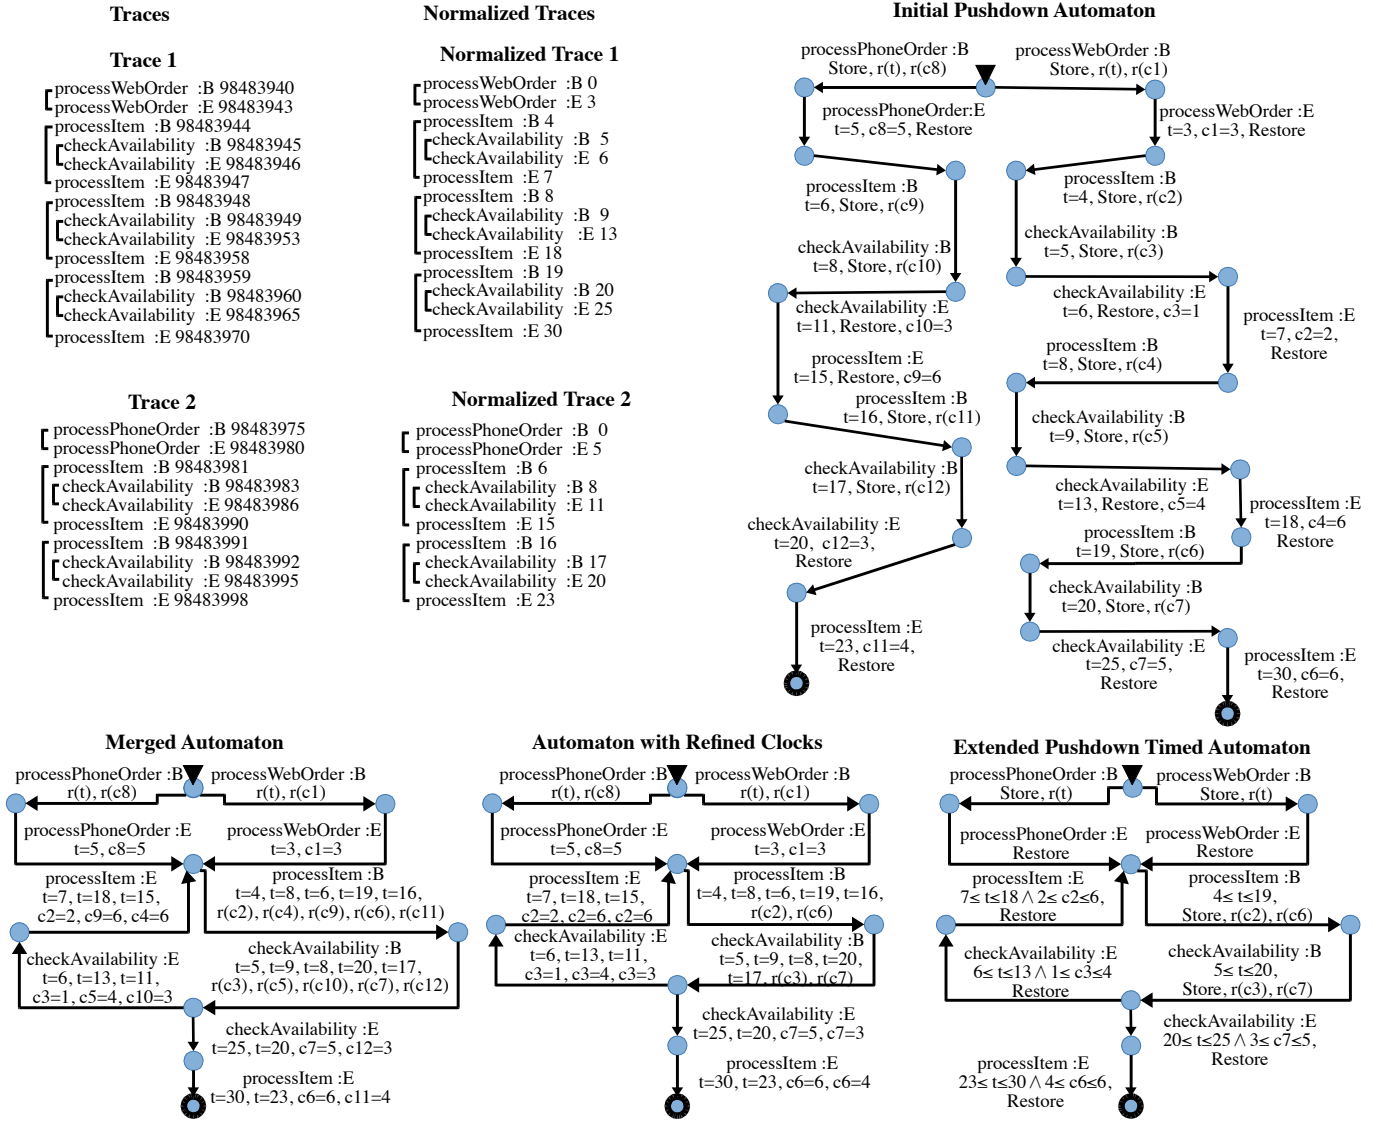 Traces
Trace 1
processWebOrder :B 98483940
processWebOrder :E 98483943
processItem :B 98483944
checkAvailability :B 98483945
checkAvailability :E 98483946
processItem :E 98483947
processItem :B 98483948
checkAvailability :B 98483949
checkAvailability :E 98483953
processItem :E 98483958
processItem :B 98483959
checkAvailability :B 98483960
checkAvailability :E 98483965
processItem :E 98483970
Trace 2
processPhoneOrder :B 98483975
processPhoneOrder :E 98483980
processItem :B 98483981
checkAvailability :B 98483983
checkAvailability :E 98483986
processItem :E 98483990
processItem :B 98483991
checkAvailability :B 98483992
checkAvailability :E 98483995
processItem :E 98483998
Normalized Traces
Normalized Trace 1
processWebOrder :B 0
processWebOrder :E 3
processItem :B 4
checkAvailability :B 5
checkAvailability :E 6
processItem :E 7
processItem :B 8
checkAvailability :B 9
checkAvailability :E 13
processItem :E 18
processItem :B 19
checkAvailability :B 20
checkAvailability :E 25
processItem :E 30
Normalized Trace 2
processPhoneOrder :B 0
processPhoneOrder :E 5
processItem :B 6
checkAvailability :B 8
checkAvailability :E 11
processItem :E 15
processItem :B 16
checkAvailability :B 17
checkAvailability :E 20
processItem :E 23
Initial Pushdown Automaton
processPhoneOrder :B
Store, r(t), r(c8)
processPhoneOrder:E
t=5, c8=5, Restore
processItem :B
t=6, Store, r(c9)
checkAvailability :B
t=8, Store, r(c10)
checkAvailability :E
t=11, Restore, c10=3
processItem :E
t=15, Restore, c9=6
processItem :B
t=16, Store, r(c11)
checkAvailability :B
t=17, Store, r(c12)
checkAvailability :E
t=20, c12=3,
Restore
processItem :E
t=23, c11=4,
Restore
processWebOrder :B
Store, r(t), r(c1)
processWebOrder :E
t=3, c1=3, Restore
processItem :B
t=4, Store, r(c2)
checkAvailability :B
t=5, Store, r(c3)
checkAvailability :E
t=6, Restore, c3=1
processItem :E
t=7, c2=2,
Restore
processItem :B
t=8, Store, r(c4)
checkAvailability :B
t=9, Store, r(c5)
checkAvailability :E
t=13, Restore, c5=4
processItem :E
t=18, c4=6
Restore
processItem :B
t=19, Store, r(c6)
checkAvailability :B
t=20, Store, r(c7)
checkAvailability :E
t=25, c7=5,
Restore
processItem :E
t=30, c6=6,
Restore
Merged Automaton
processPhoneOrder :B
r(t), r(c8)
processWebOrder :B
r(t), r(c1)
processPhoneOrder :E
t=5, c8=5
processWebOrder :E
t=3, c1=3
processItem :E
t=7, t=18, t=15,
c2=2, c9=6, c4=6
processItem :B
t=4, t=8, t=6, t=19, t=16,
r(c2), r(c4), r(c9), r(c6), r(c11)
checkAvailability :E
t=6, t=13, t=11,
c3=1, c5=4, c10=3
checkAvailability :B
t=5, t=9, t=8, t=20, t=17,
r(c3), r(c5), r(c10), r(c7), r(c12)
checkAvailability :E
t=25, t=20, c7=5, c12=3
processItem :E
t=30, t=23, c6=6, c11=4
Automaton with Refined Clocks
processPhoneOrder :B
r(t), r(c8)
processWebOrder :B
r(t), r(c1)
processPhoneOrder :E
t=5, c8=5
processWebOrder :E
t=3, c1=3
processItem :E
t=7, t=18, t=15,
c2=2, c2=6, c2=6
processItem :B
t=4, t=8, t=6, t=19, t=16,
r(c2), r(c6)
checkAvailability :E
t=6, t=13, t=11,
c3=1, c3=4, c3=3
checkAvailability :B
t=5, t=9, t=8, t=20,
t=17, r(c3), r(c7)
checkAvailability :E
t=25, t=20, c7=5, c7=3
processItem :E
t=30, t=23, c6=6, c6=4
Extended Pushdown Timed Automaton
processPhoneOrder :B
Store, r(t)
processWebOrder :B
Store, r(t)
processPhoneOrder :E
Restore
processWebOrder :E
Restore
processItem :E
7≤ t≤18 ∧ 2≤ c2≤6,
Restore
processItem :B
4≤ t≤19,
Store, r(c2), r(c6)
checkAvailability :E
6≤ t≤13 ∧ 1≤ c3≤4
Restore
checkAvailability :B
5≤ t≤20,
Store, r(c3), r(c7)
checkAvailability :E
20≤ t≤25 ∧ 3≤ c7≤5,
Restore
processItem :E
23≤ t≤30 ∧ 4≤ c6≤6,
Restore